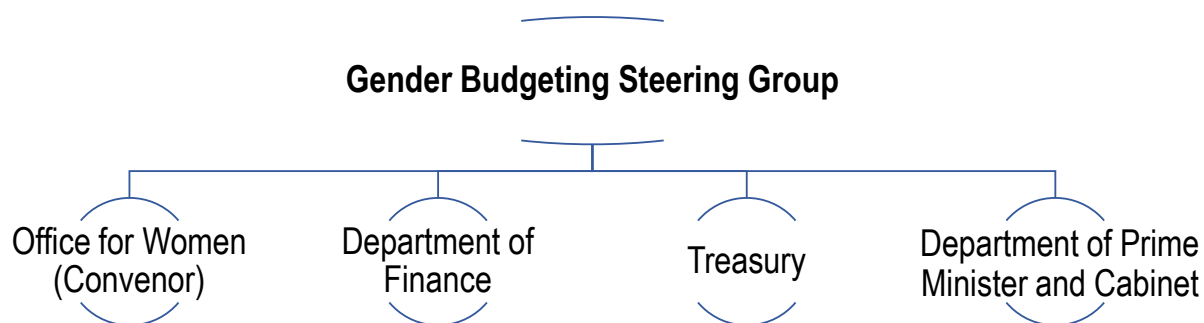 Gender Budgeting Steering Group
Office for Women
(Convenor)
Department of
Finance
Treasury
Department of Prime
Minister and Cabinet